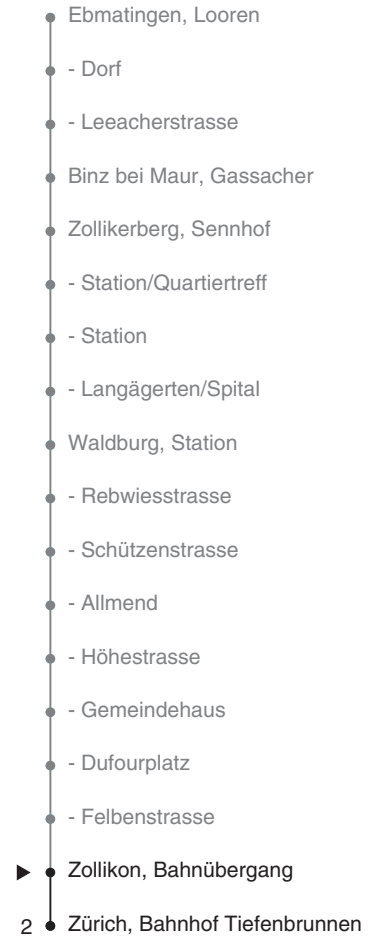 Ebmatingen, Looren
- Dorf
- Leeacherstrasse
Binz bei Maur, Gassacher
Zollikerberg, Sennhof
- Station/Quartiertreff
- Station
- Langägerten/Spital
Waldburg, Station
- Rebwiesstrasse
- Schützenstrasse
- Allmend
- Höhestrasse
- Gemeindehaus
- Dufourplatz
- Felbenstrasse
Zollikon, Bahnübergang
2 Zürich, Bahnhof Tiefenbrunnen